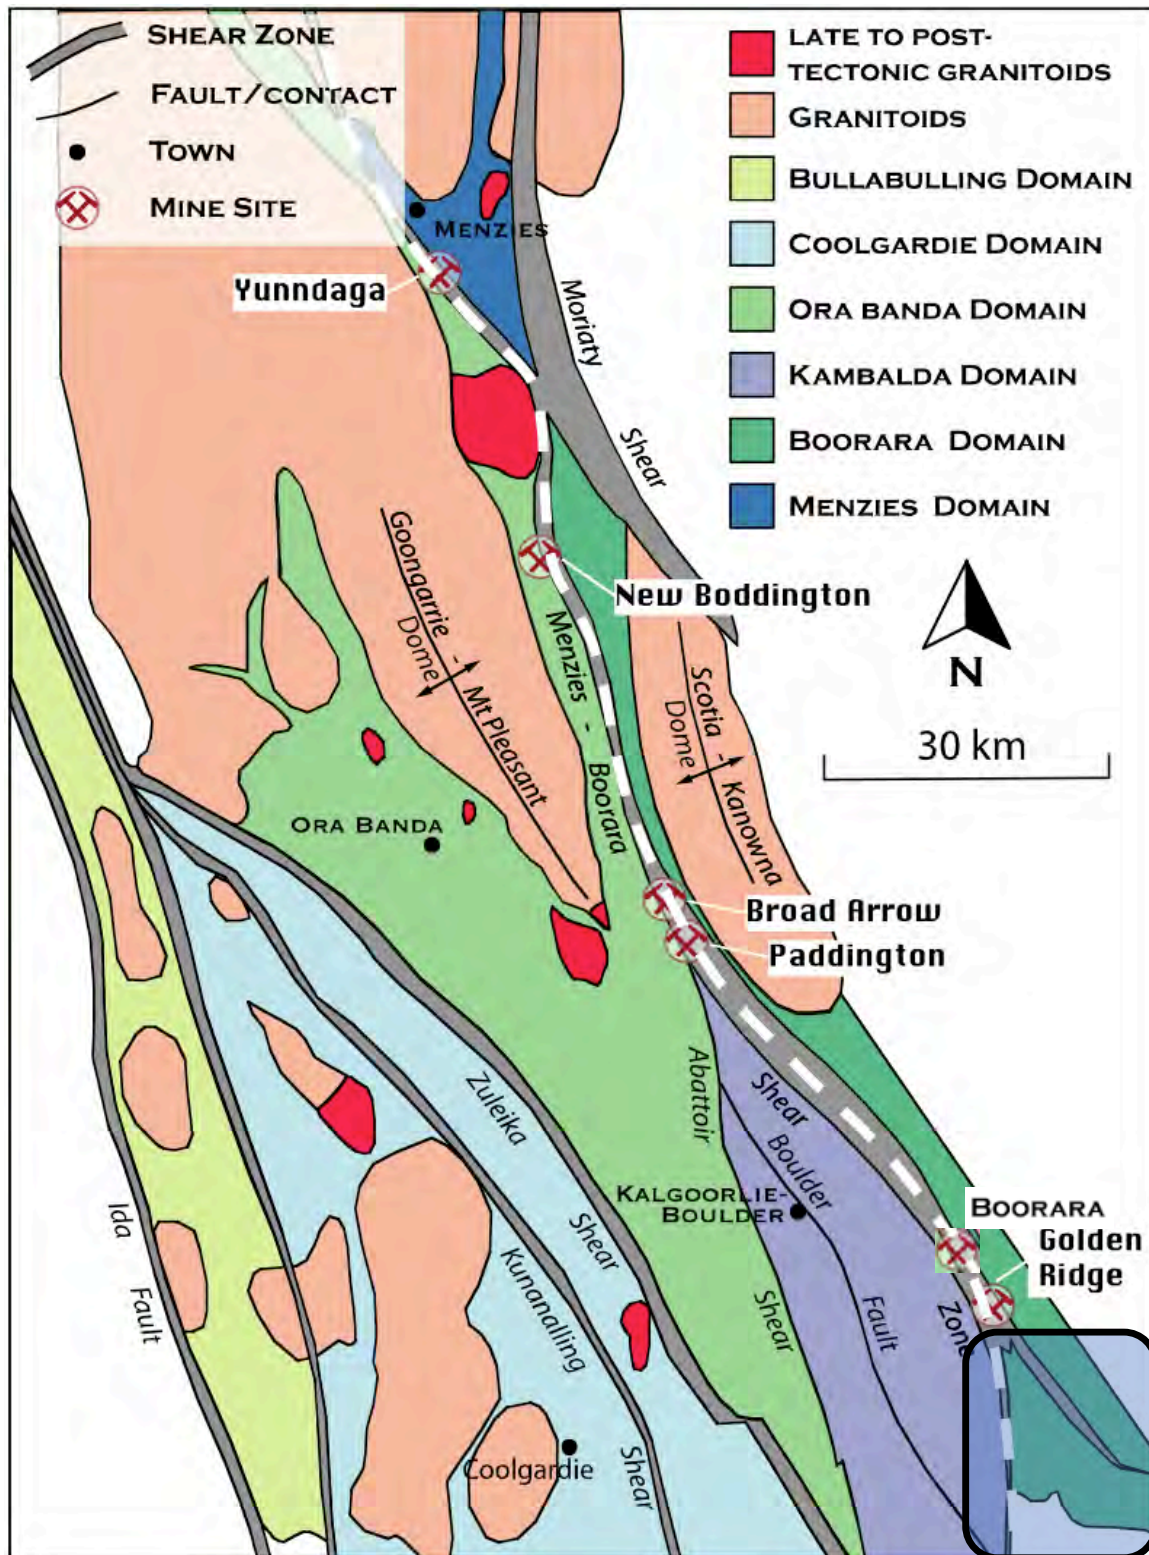 SHEAR ZONE
FAULT/CONTACT
TOWN
MINE SITE
LATE TO POST-
TECTONIC GRANITOIDS
GRANITOIDS
BULLABULLING DOMAIN
COOLGARDIE DOMAIN
ORA BANDA DOMAIN
KAMBALDA DOMAIN
BOORARA DOMAIN
MENZIES DOMAIN
N
30 km
MENZIES
Yunndaga
Moriaty
Shear
New Boddington
Goongarrie -
Mt Pleasant
Dome
Menzies -
Boorara
Shear
Zone
Scotia -
Kanowna
Dome
ORA BANDA
Broad Arrow
Paddington
Zuleika
Shear
Abattoir
Shear
Boulder
Fault
KALGOORLIE-
BOULDER
BOORARA
Golden
Ridge
Ida
Fault
Kunanalling
Shear
Coolgardie